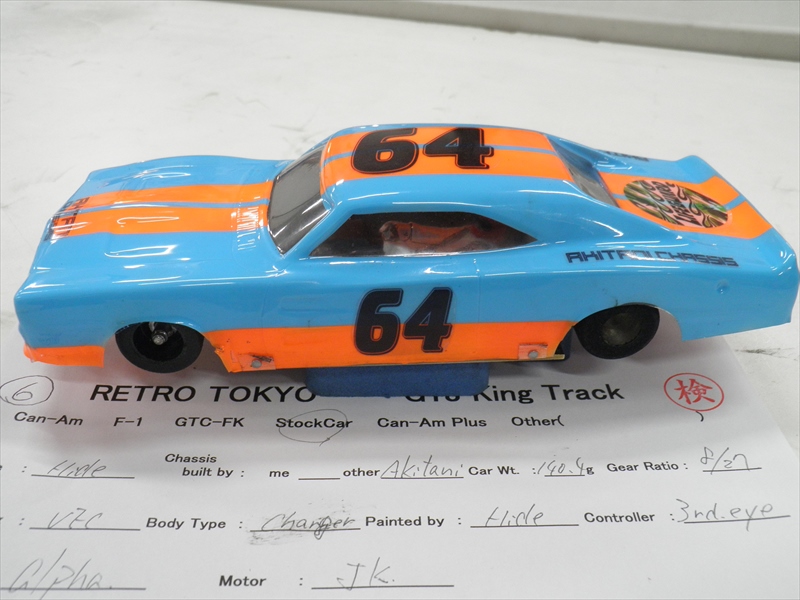 64
64
AKITANI CHASSIS
6 RETRO TOKYO King Track 検
Can-Am F-1 GTC-FK StockCar Can-Am Plus Other(
: Hide Chassis built by : me other Akitani Car Wt. : 190.4g Gear Ratio : 8/27
: Body Type : Charger Painted by : Hide Controller : 3rd.eye
Alpha. Motor : JK.